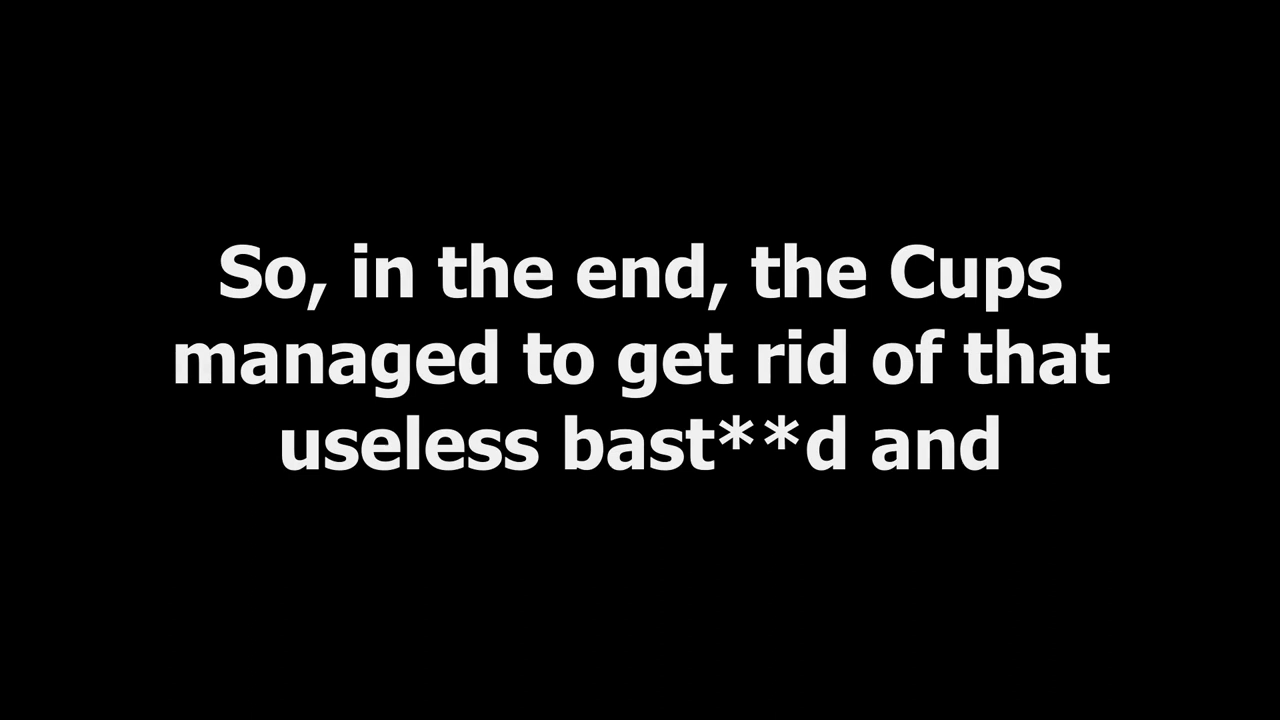 So, in the end, the Cups
managed to get rid of that
useless bast**d and